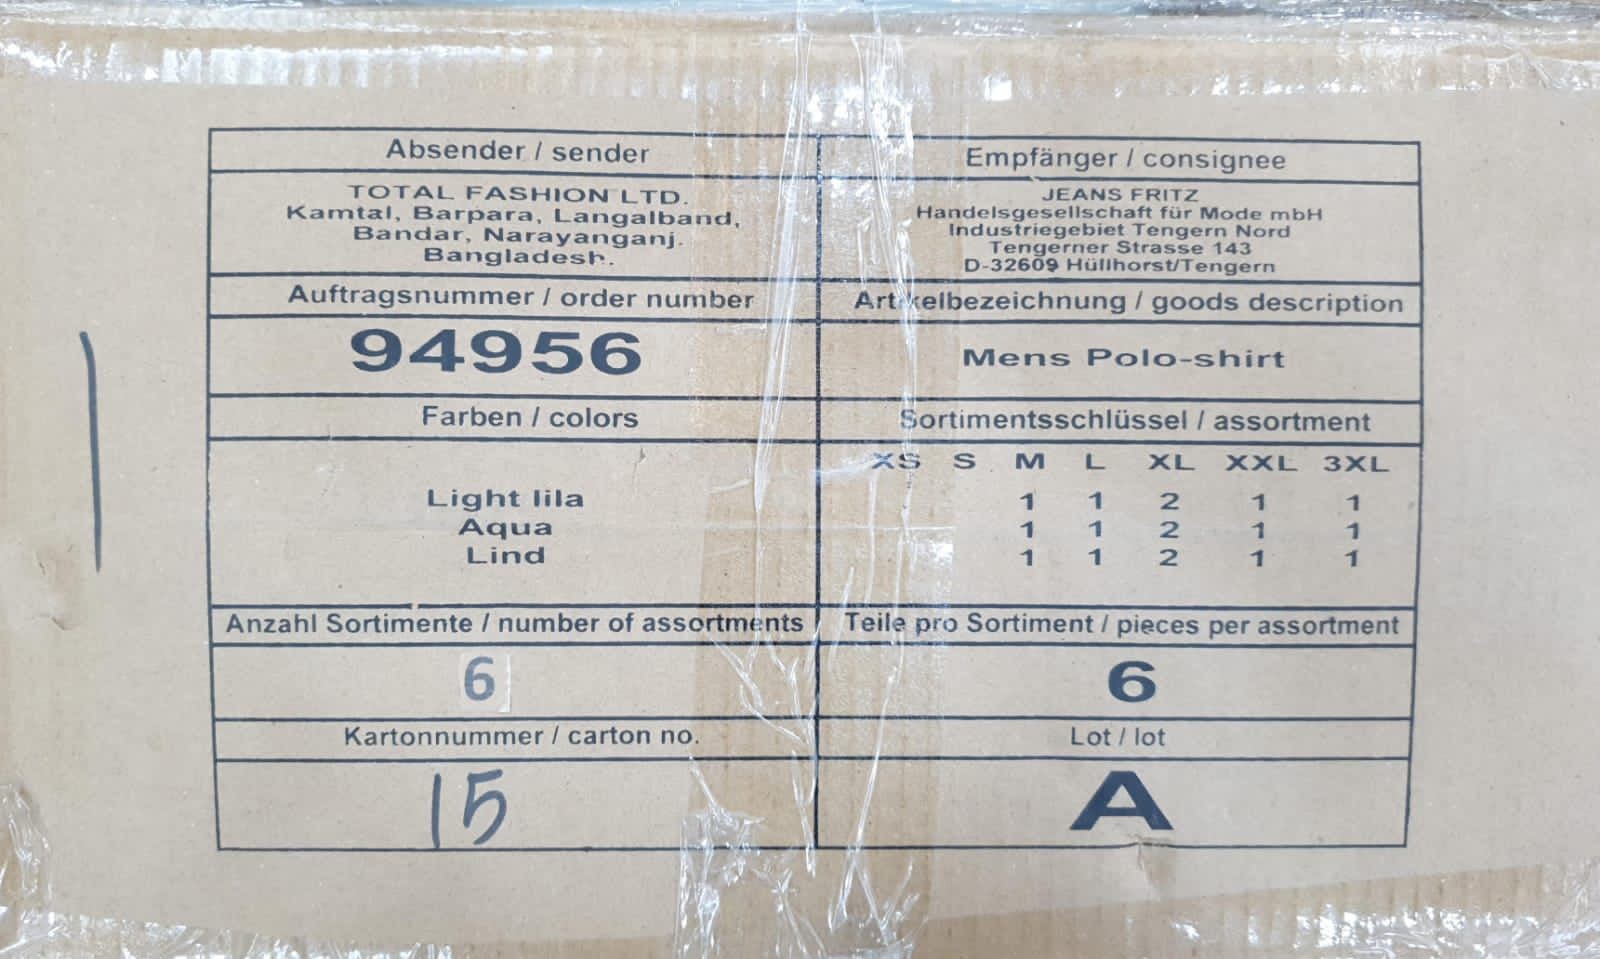 Absender / sender
TOTAL FASHION LTD.
Kamtal, Barpara, Langalband,
Bandar, Narayanganj.
Bangladesh.
Empfänger / consignee
JEANS FRITZ
Handelsgesellschaft für Mode mbH
Industriegebiet Tengern Nord
Tengerner Strasse 143
D-32609 Hüllhorst/Tengern
Auftragsnummer / order number
94956
Artikelbezeichnung / goods description
Mens Polo-shirt
Farben / colors
Light lila
Aqua
Lind
Sortimentsschlüssel / assortment
XS S M L XL XXL 3XL
1 1 2 1 1
1 1 2 1 1
1 1 2 1 1
Anzahl Sortimente / number of assortments
6
Teile pro Sortiment / pieces per assortment
6
Kartonnummer / carton no.
15
Lot / lot
A